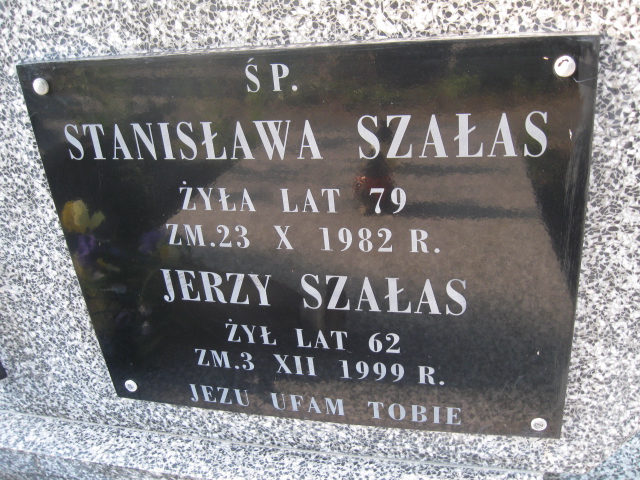 Ś P.
STANISŁAWA SZAŁAS
ŻYŁA LAT 79
ZM.23 X 1982 R.
JERZY SZAŁAS
ŻYŁ LAT 62
ZM.3 XII 1999 R.
JEZU UFAM TOBIE